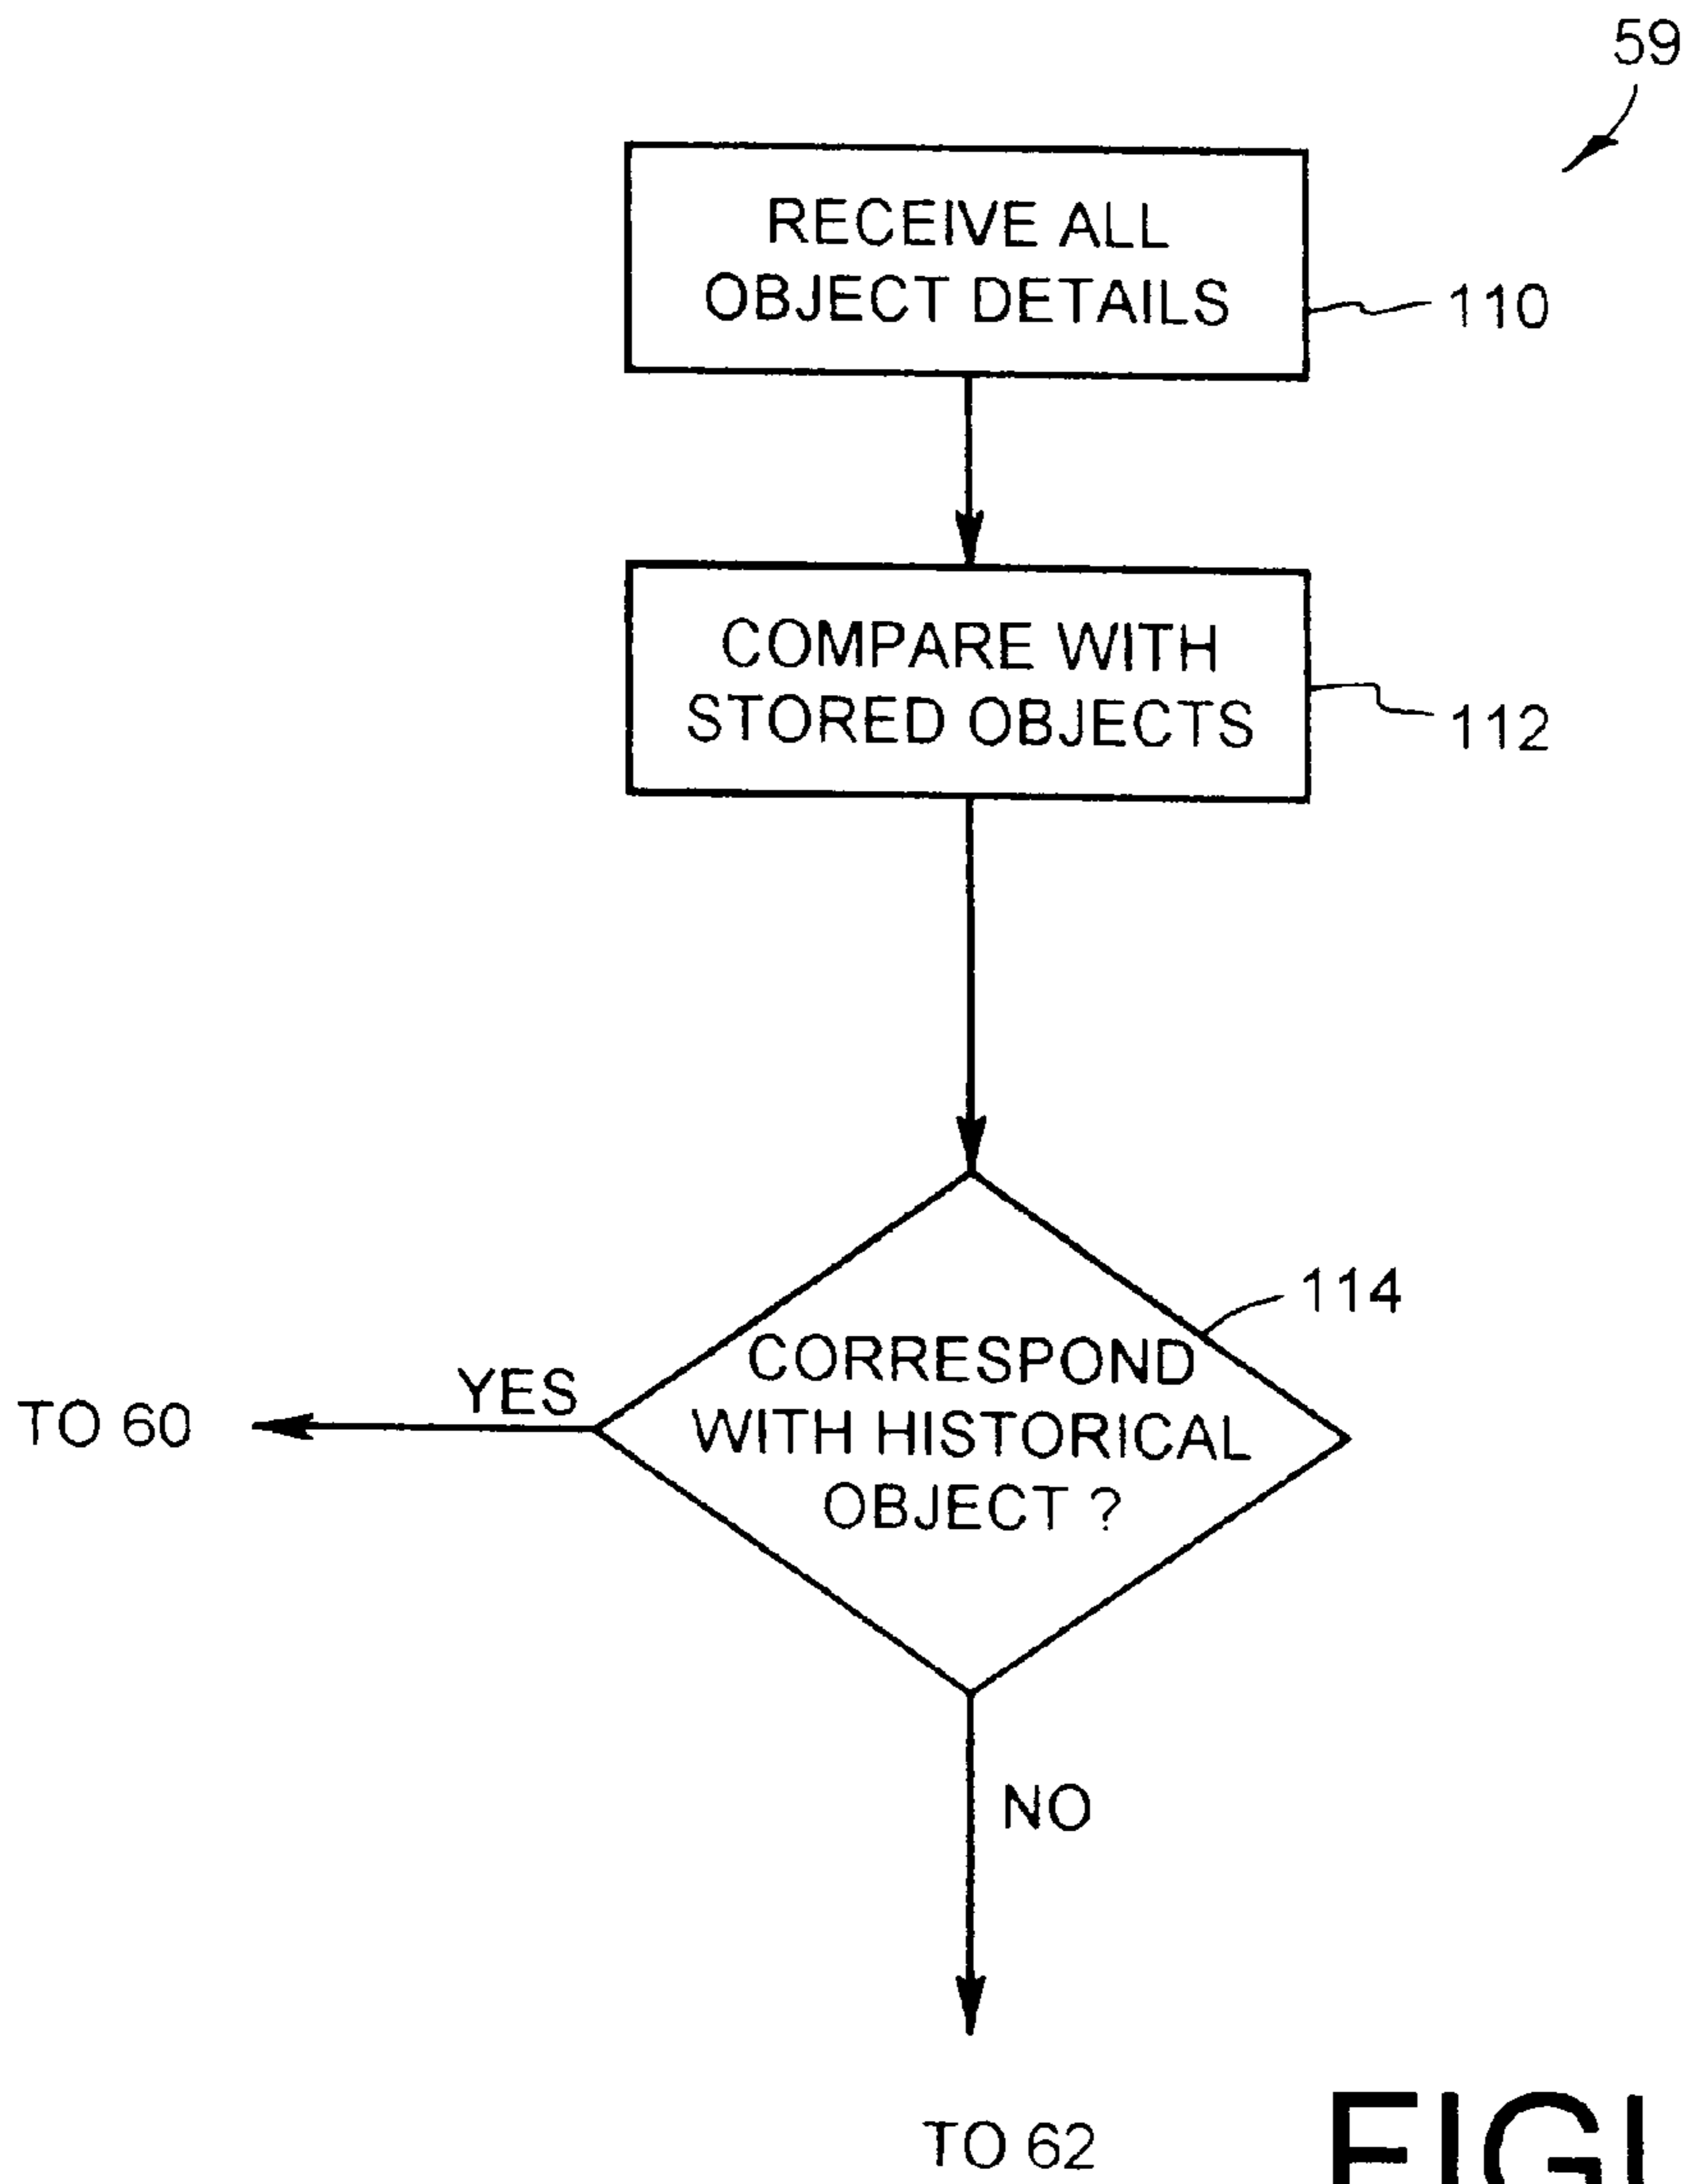 59
RECEIVE ALL
OBJECT DETAILS
110
COMPARE WITH
STORED OBJECTS
112
114
CORRESPOND
WITH HISTORICAL
OBJECT ?
YES
TO 60
NO
TO 62